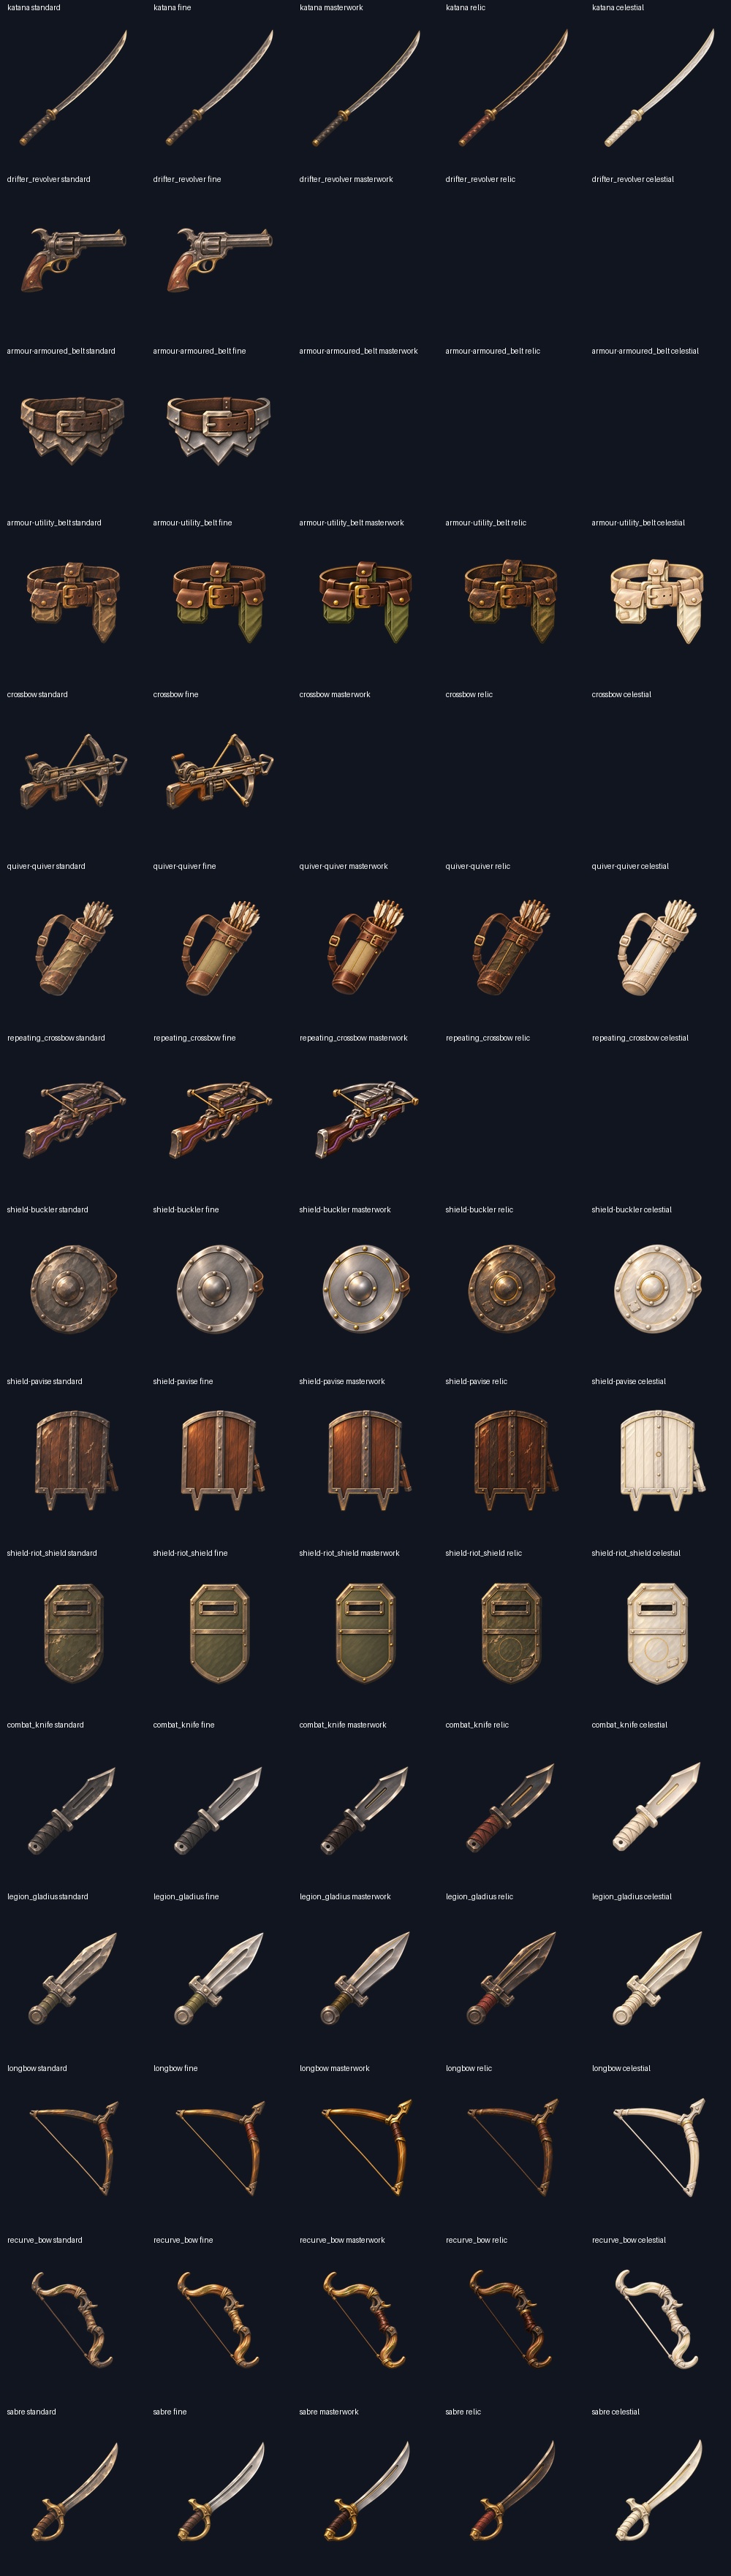 katana standard katana fine katana masterwork katana relic katana celestial
drifter_revolver standard drifter_revolver fine drifter_revolver masterwork drifter_revolver relic drifter_revolver celestial
armour-armoured_belt standard armour-armoured_belt fine armour-armoured_belt masterwork armour-armoured_belt relic armour-armoured_belt celestial
armour-utility_belt standard armour-utility_belt fine armour-utility_belt masterwork armour-utility_belt relic armour-utility_belt celestial
crossbow standard crossbow fine crossbow masterwork crossbow relic crossbow celestial
quiver-quiver standard quiver-quiver fine quiver-quiver masterwork quiver-quiver relic quiver-quiver celestial
repeating_crossbow standard repeating_crossbow fine repeating_crossbow masterwork repeating_crossbow relic repeating_crossbow celestial
shield-buckler standard shield-buckler fine shield-buckler masterwork shield-buckler relic shield-buckler celestial
shield-pavise standard shield-pavise fine shield-pavise masterwork shield-pavise relic shield-pavise celestial
shield-riot_shield standard shield-riot_shield fine shield-riot_shield masterwork shield-riot_shield relic shield-riot_shield celestial
combat_knife standard combat_knife fine combat_knife masterwork combat_knife relic combat_knife celestial
legion_gladius standard legion_gladius fine legion_gladius masterwork legion_gladius relic legion_gladius celestial
longbow standard longbow fine longbow masterwork longbow relic longbow celestial
recurve_bow standard recurve_bow fine recurve_bow masterwork recurve_bow relic recurve_bow celestial
sabre standard sabre fine sabre masterwork sabre relic sabre celestial